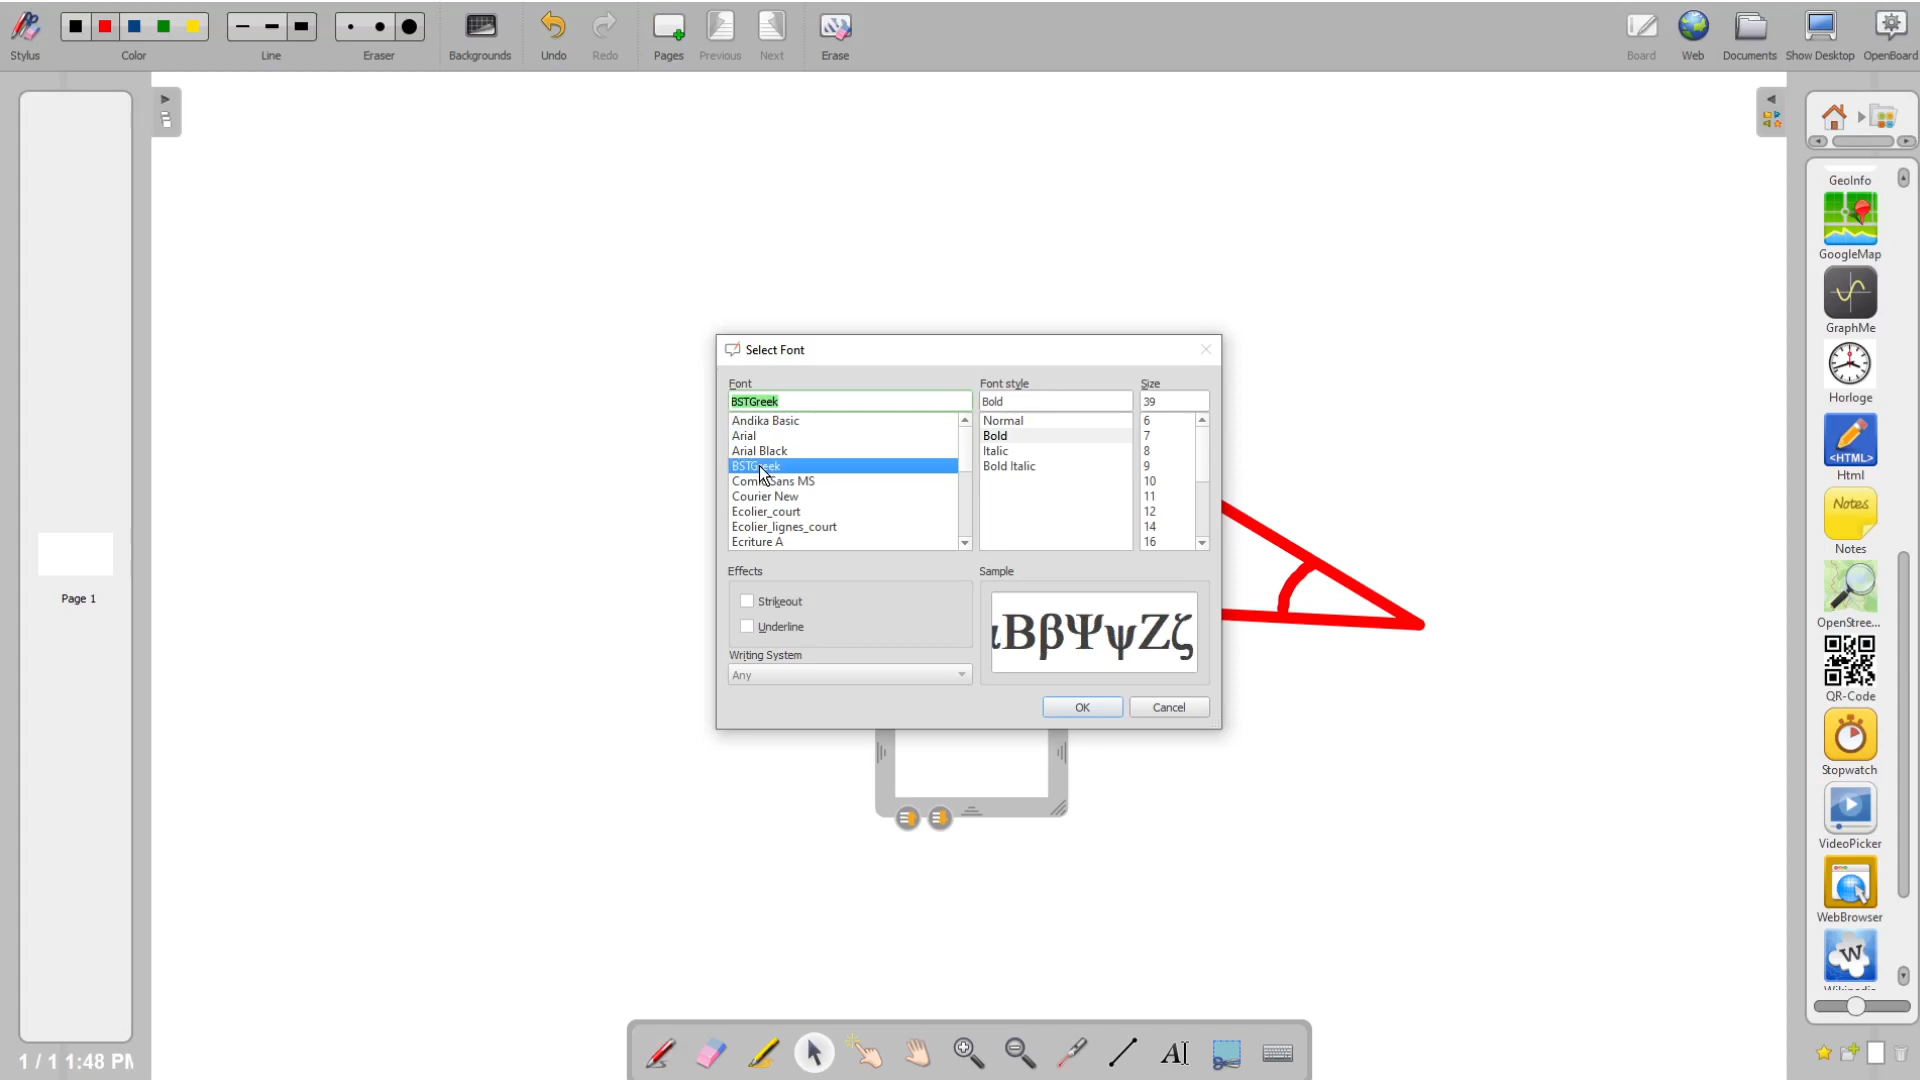 Stylus
Color
Line
Eraser
Backgrounds
Undo
Redo
Pages
Previous
Next
Erase
Board
Web
Documents
Show Desktop
OpenBoard
Page 1
1 / 1 1:48 PM
Select Font
Font
Font style
Size
BSTGreek
Bold
39
Andika Basic
Arial
Arial Black
BSTGreek
Comic Sans MS
Courier New
Ecolier_court
Ecolier_lignes_court
Ecriture A
Normal
Bold
Italic
Bold Italic
6
7
8
9
10
11
12
14
16
Effects
Strikeout
Underline
Writing System
Any
Sample
ΒβΨψΖζ
OK
Cancel
GeoInfo
GoogleMap
GraphMe
Horloge
<HTML>
Html
Notes
Notes
OpenStree...
QR-Code
Stopwatch
VideoPicker
WebBrowser
W
A